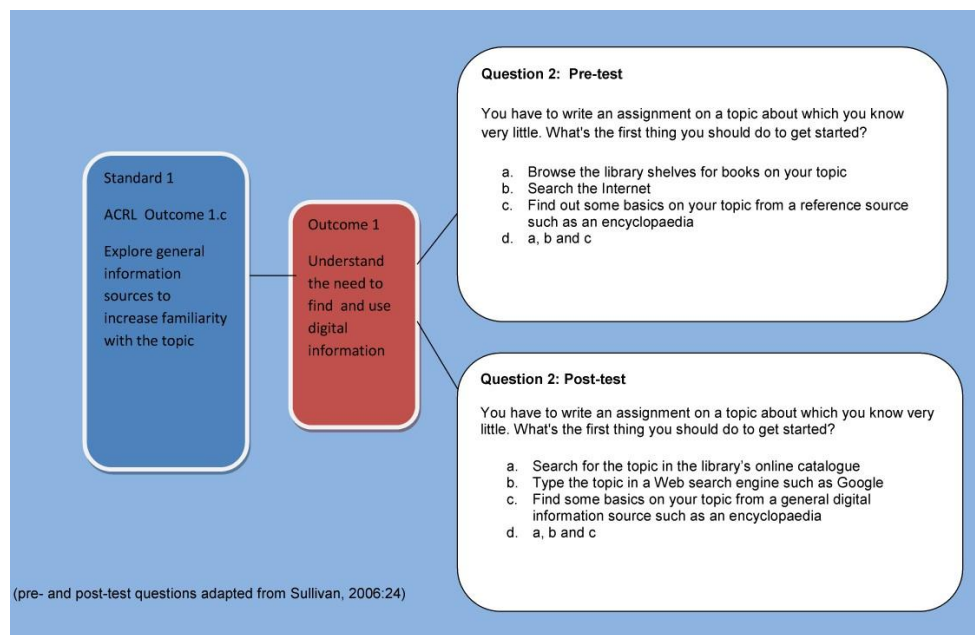 Standard 1
ACRL  Outcome 1.c
Explore general
information
sources to
increase familiarity
with the topic
Outcome 1
Understand
the need to
find  and use
digital
information
Question 2:  Pre-test
You have to write an assignment on a topic about which you know
very little. What's the first thing you should do to get started?
a. Browse the library shelves for books on your topic
b. Search the Internet
c. Find out some basics on your topic from a reference source
such as an encyclopaedia
d. a, b and c
Question 2: Post-test
You have to write an assignment on a topic about which you know very
little. What's the first thing you should do to get started?
a. Search for the topic in the library's online catalogue
b. Type the topic in a Web search engine such as Google
c. Find some basics on your topic from a general digital
information source such as an encyclopaedia
d. a, b and c
(pre- and post-test questions adapted from Sullivan, 2006:24)